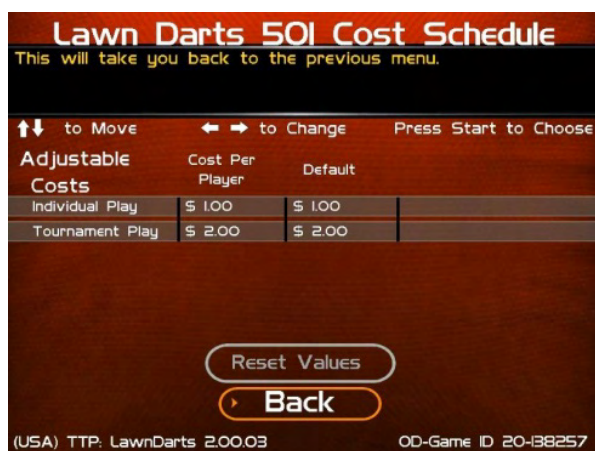 Lawn Darts 501 Cost Schedule
This will take you back to the previous menu.
to Move to Change Press Start to Choose
Adjustable Costs Cost Per Player Default
Individual Play $ 1.00 $ 1.00
Tournament Play $ 2.00 $ 2.00
Reset Values
Back
(USA) TTP: LawnDarts 2.00.03 OD-Game ID 20-138257